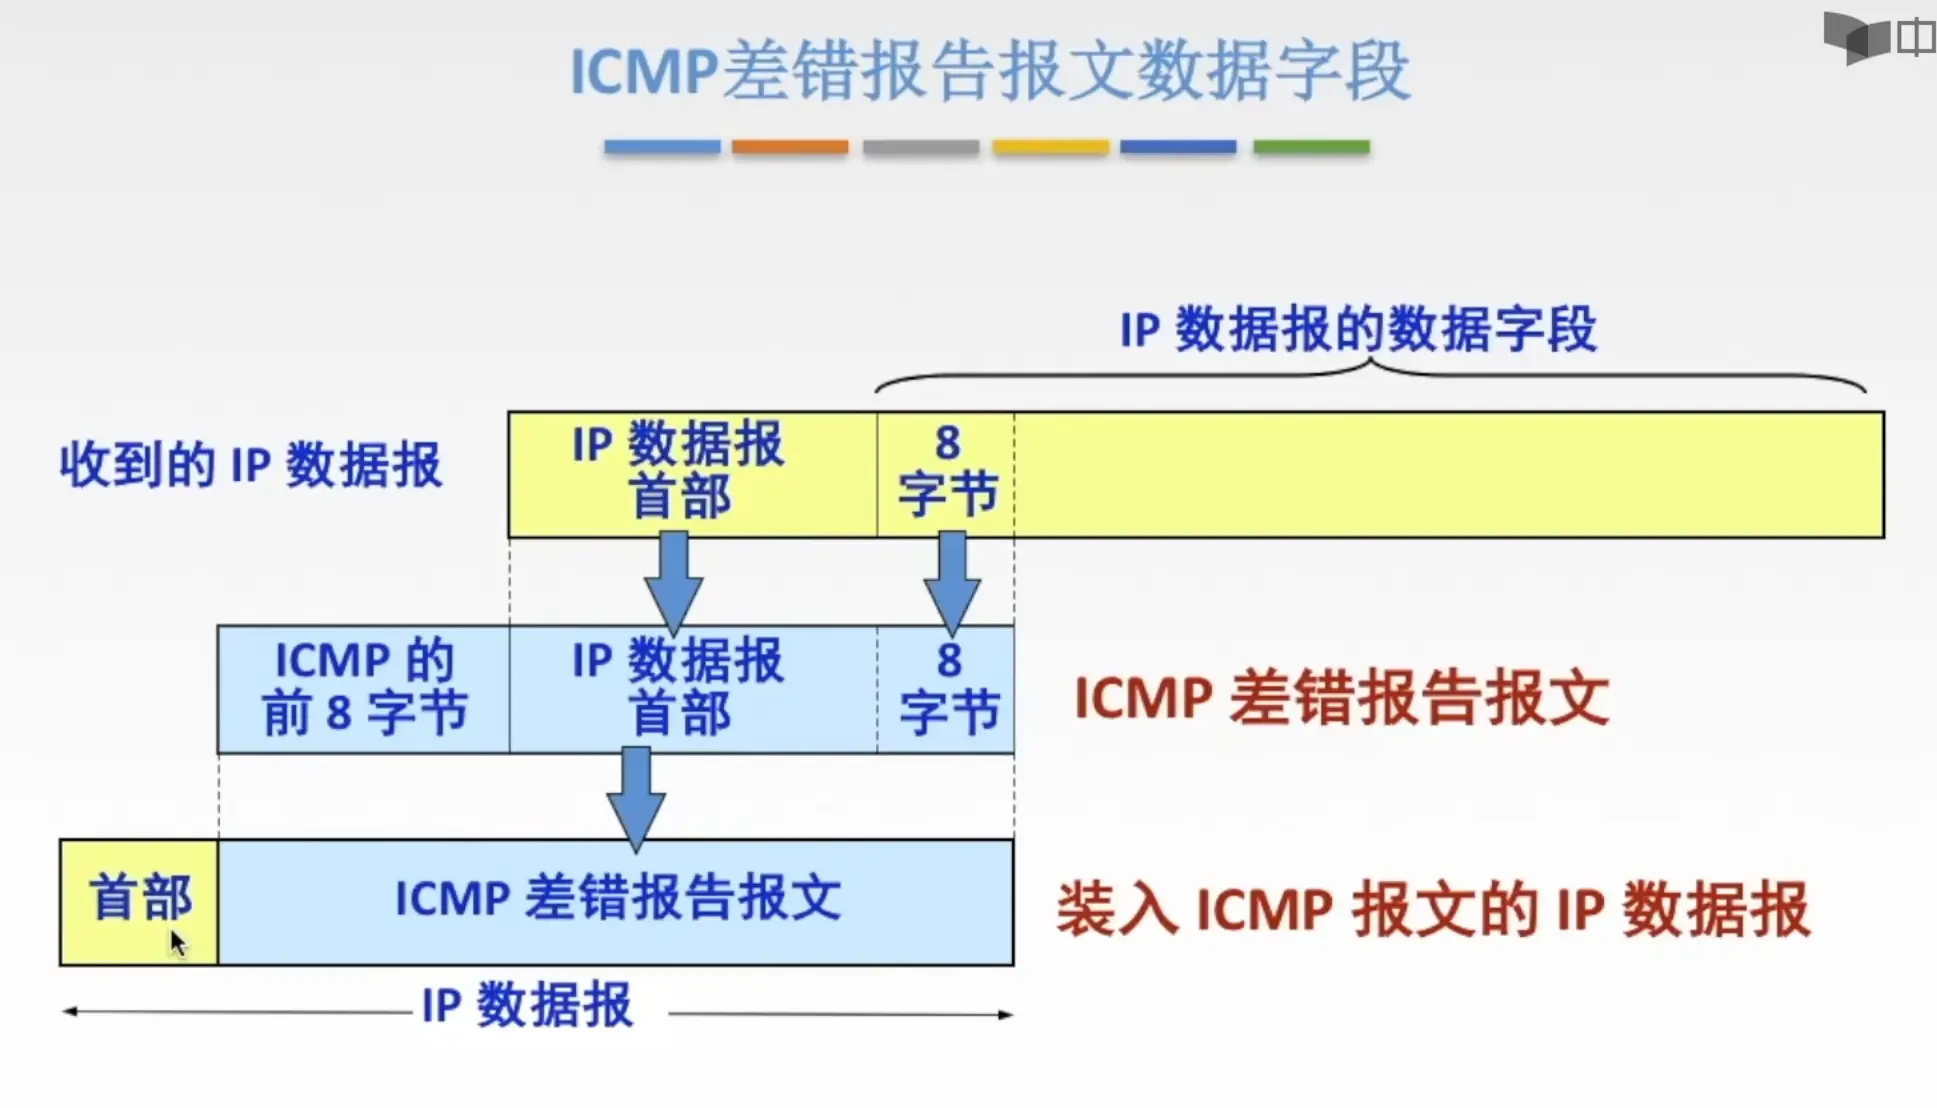 ICMP差错报告报文数据字段
IP 数据报的数据字段
收到的 IP 数据报
IP 数据报
首部
8
字节
ICMP 的
前 8 字节
IP 数据报
首部
8
字节
ICMP 差错报告报文
首部
ICMP 差错报告报文
装入 ICMP 报文的 IP 数据报
IP 数据报